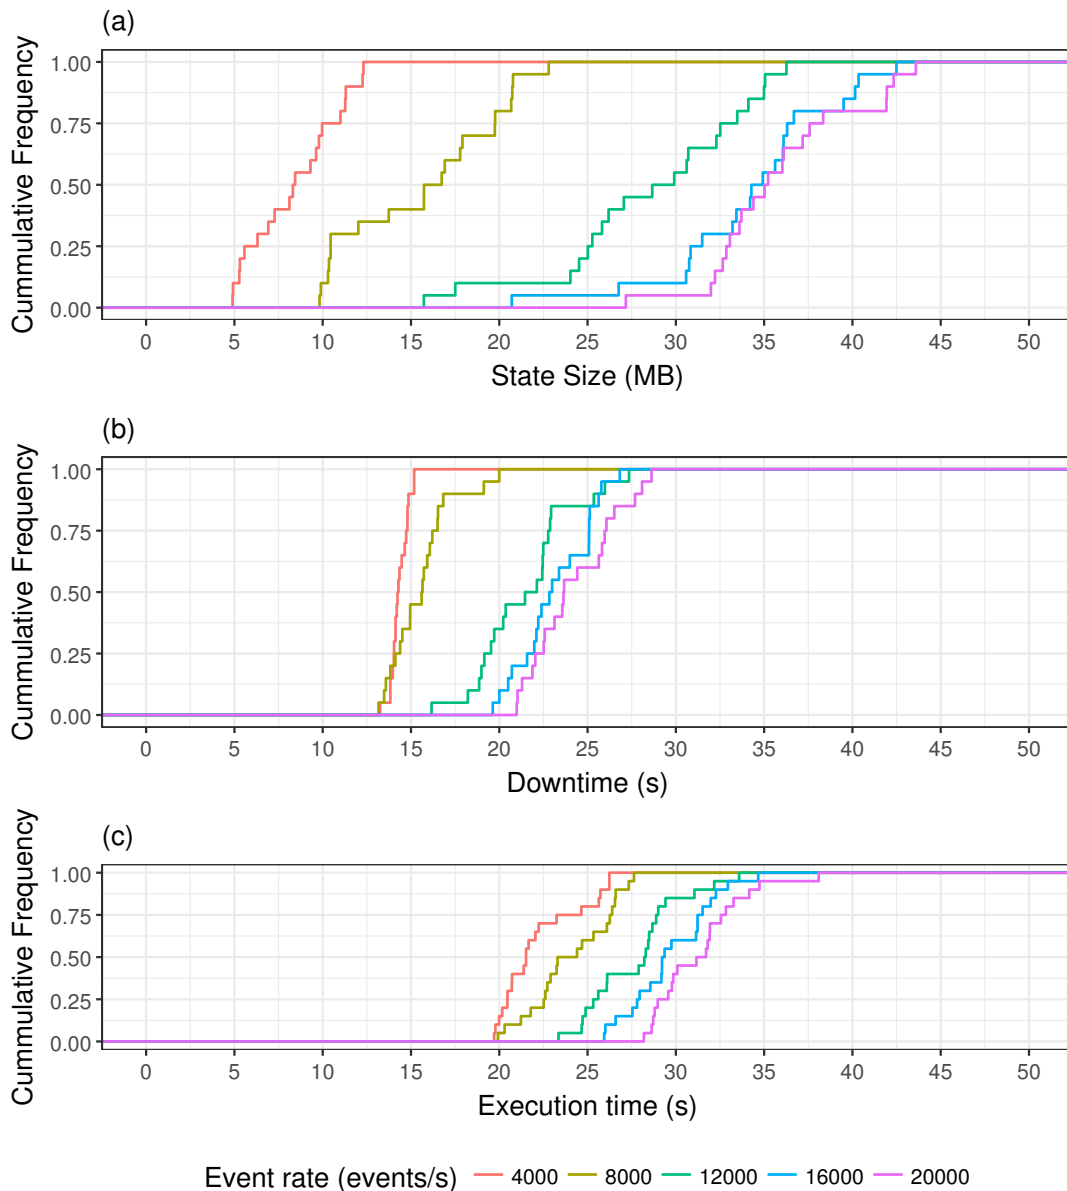 (a)
Cummulative Frequency
1.00
0.75
0.50
0.25
0.00
0 5 10 15 20 25 30 35 40 45 50
State Size (MB)
(b)
Cummulative Frequency
1.00
0.75
0.50
0.25
0.00
0 5 10 15 20 25 30 35 40 45 50
Downtime (s)
(c)
Cummulative Frequency
1.00
0.75
0.50
0.25
0.00
0 5 10 15 20 25 30 35 40 45 50
Execution time (s)
Event rate (events/s) 4000 8000 12000 16000 20000